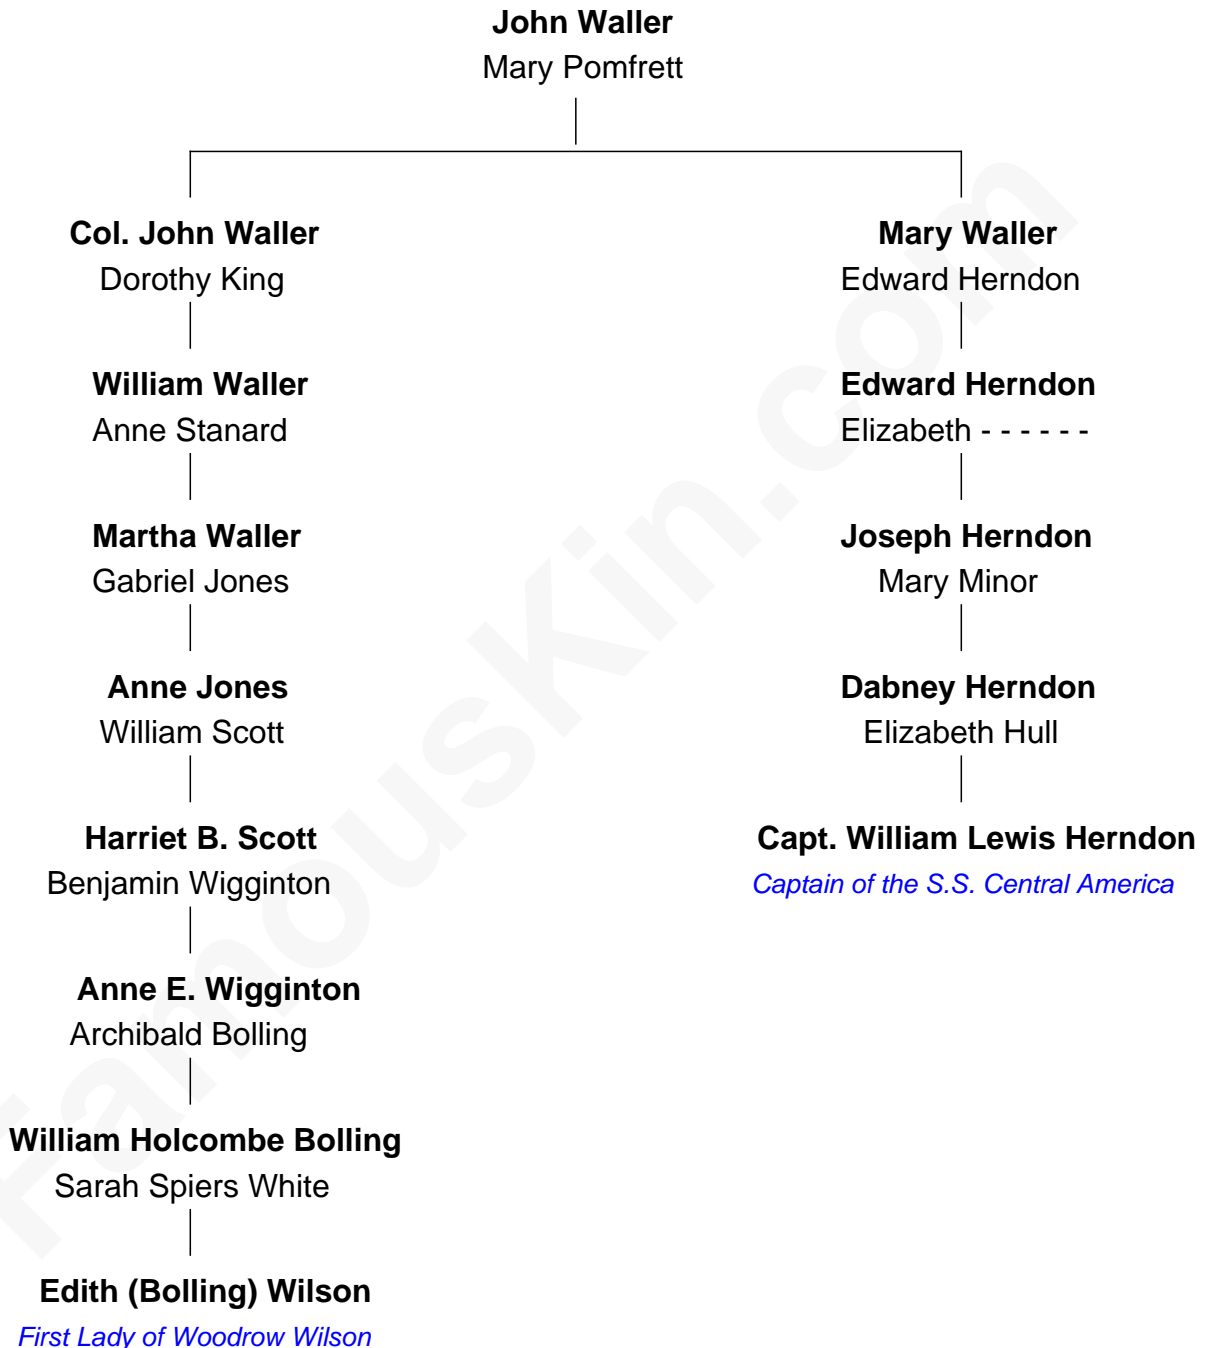 John Waller
Mary Pomfrett
Col. John Waller
Dorothy King
Mary Waller
Edward Herndon
William Waller
Anne Stanard
Edward Herndon
Elizabeth - - - - - -
Martha Waller
Gabriel Jones
Joseph Herndon
Mary Minor
Anne Jones
William Scott
Dabney Herndon
Elizabeth Hull
Harriet B. Scott
Benjamin Wigginton
Capt. William Lewis Herndon
Captain of the S.S. Central America
Anne E. Wigginton
Archibald Bolling
William Holcombe Bolling
Sarah Spiers White
Edith (Bolling) Wilson
First Lady of Woodrow Wilson
FamousKin.com